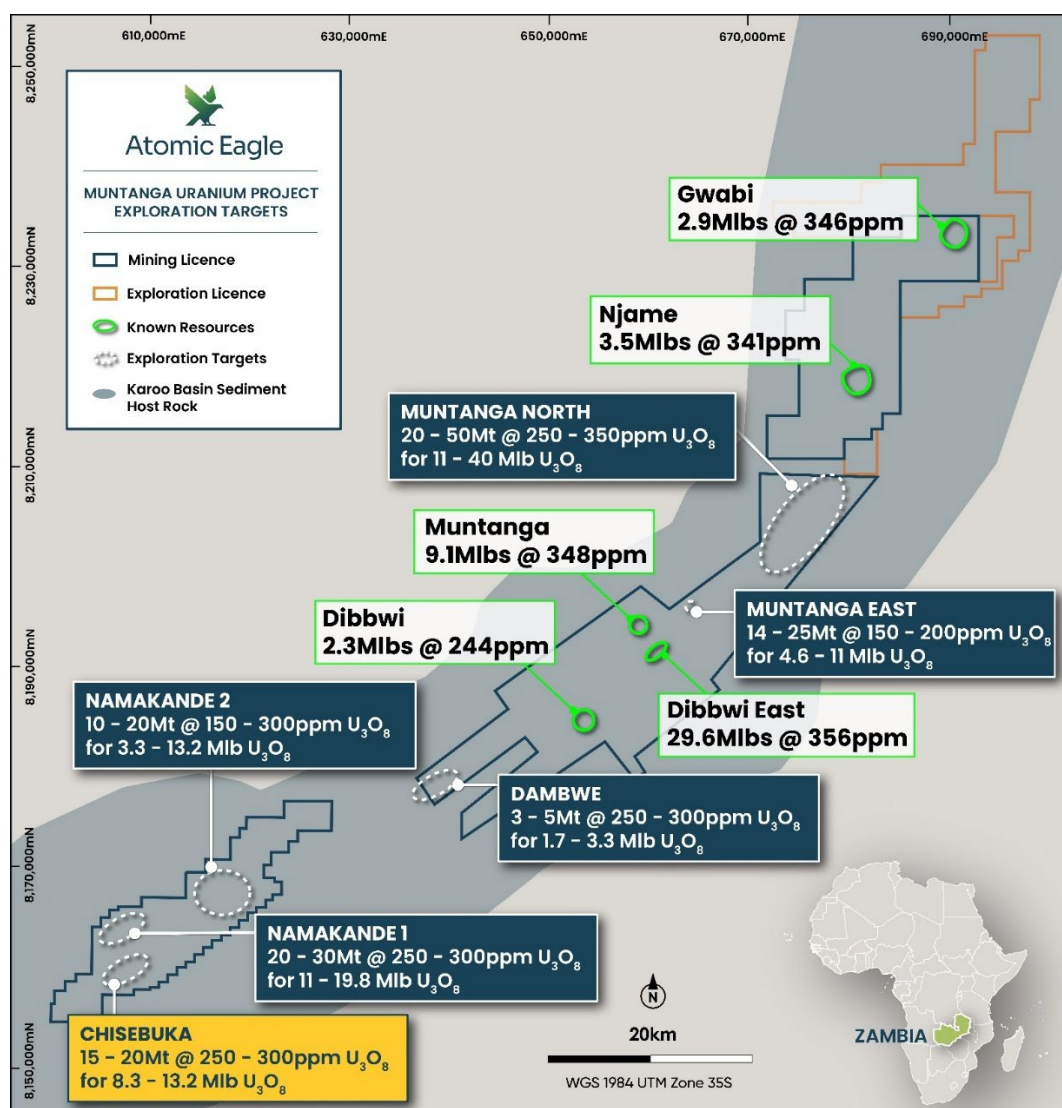 610,000mE
630,000mE
650,000mE
670,000mE
690,000mE
8,250,000mN
8,230,000mN
8,210,000mN
8,190,000mN
8,170,000mN
8,150,000mN
Atomic Eagle
MUNTANGA URANIUM PROJECT
EXPLORATION TARGETS
Mining Licence
Exploration Licence
Known Resources
Exploration Targets
Karoo Basin Sediment
Host Rock
Gwabi
2.9Mlbs @ 346ppm
Njame
3.5Mlbs @ 341ppm
MUNTANGA NORTH
20 - 50Mt @ 250 - 350ppm U₃O₈
for 11 - 40 Mlb U₃O₈
Muntanga
9.1Mlbs @ 348ppm
MUNTANGA EAST
14 - 25Mt @ 150 - 200ppm U₃O₈
for 4.6 - 11 Mlb U₃O₈
Dibbwi
2.3Mlbs @ 244ppm
Dibbwi East
29.6Mlbs @ 356ppm
NAMAKANDE 2
10 - 20Mt @ 150 - 300ppm U₃O₈
for 3.3 - 13.2 Mlb U₃O₈
DAMBWE
3 - 5Mt @ 250 - 300ppm U₃O₈
for 1.7 - 3.3 Mlb U₃O₈
NAMAKANDE 1
20 - 30Mt @ 250 - 300ppm U₃O₈
for 11 - 19.8 Mlb U₃O₈
CHISEBUKA
15 - 20Mt @ 250 - 300ppm U₃O₈
for 8.3 - 13.2 Mlb U₃O₈
N
20km
WGS 1984 UTM Zone 35S
ZAMBIA